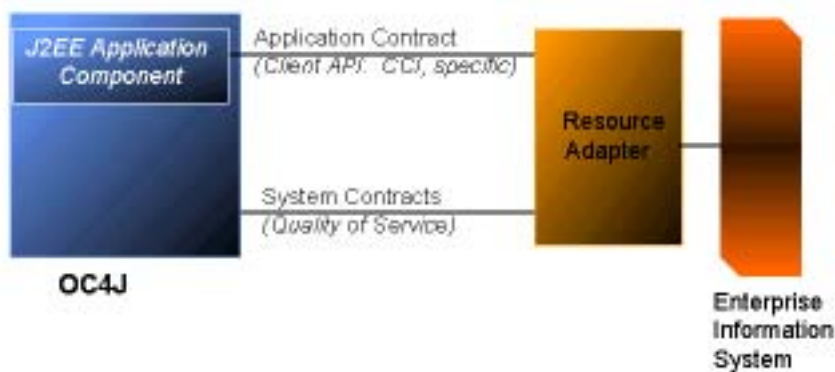 J2EE Application
Component
Application Contract
(Client API: CCI, specific)
Resource
Adapter
System Contracts
(Quality of Service)
OC4J
Enterprise
Information
System